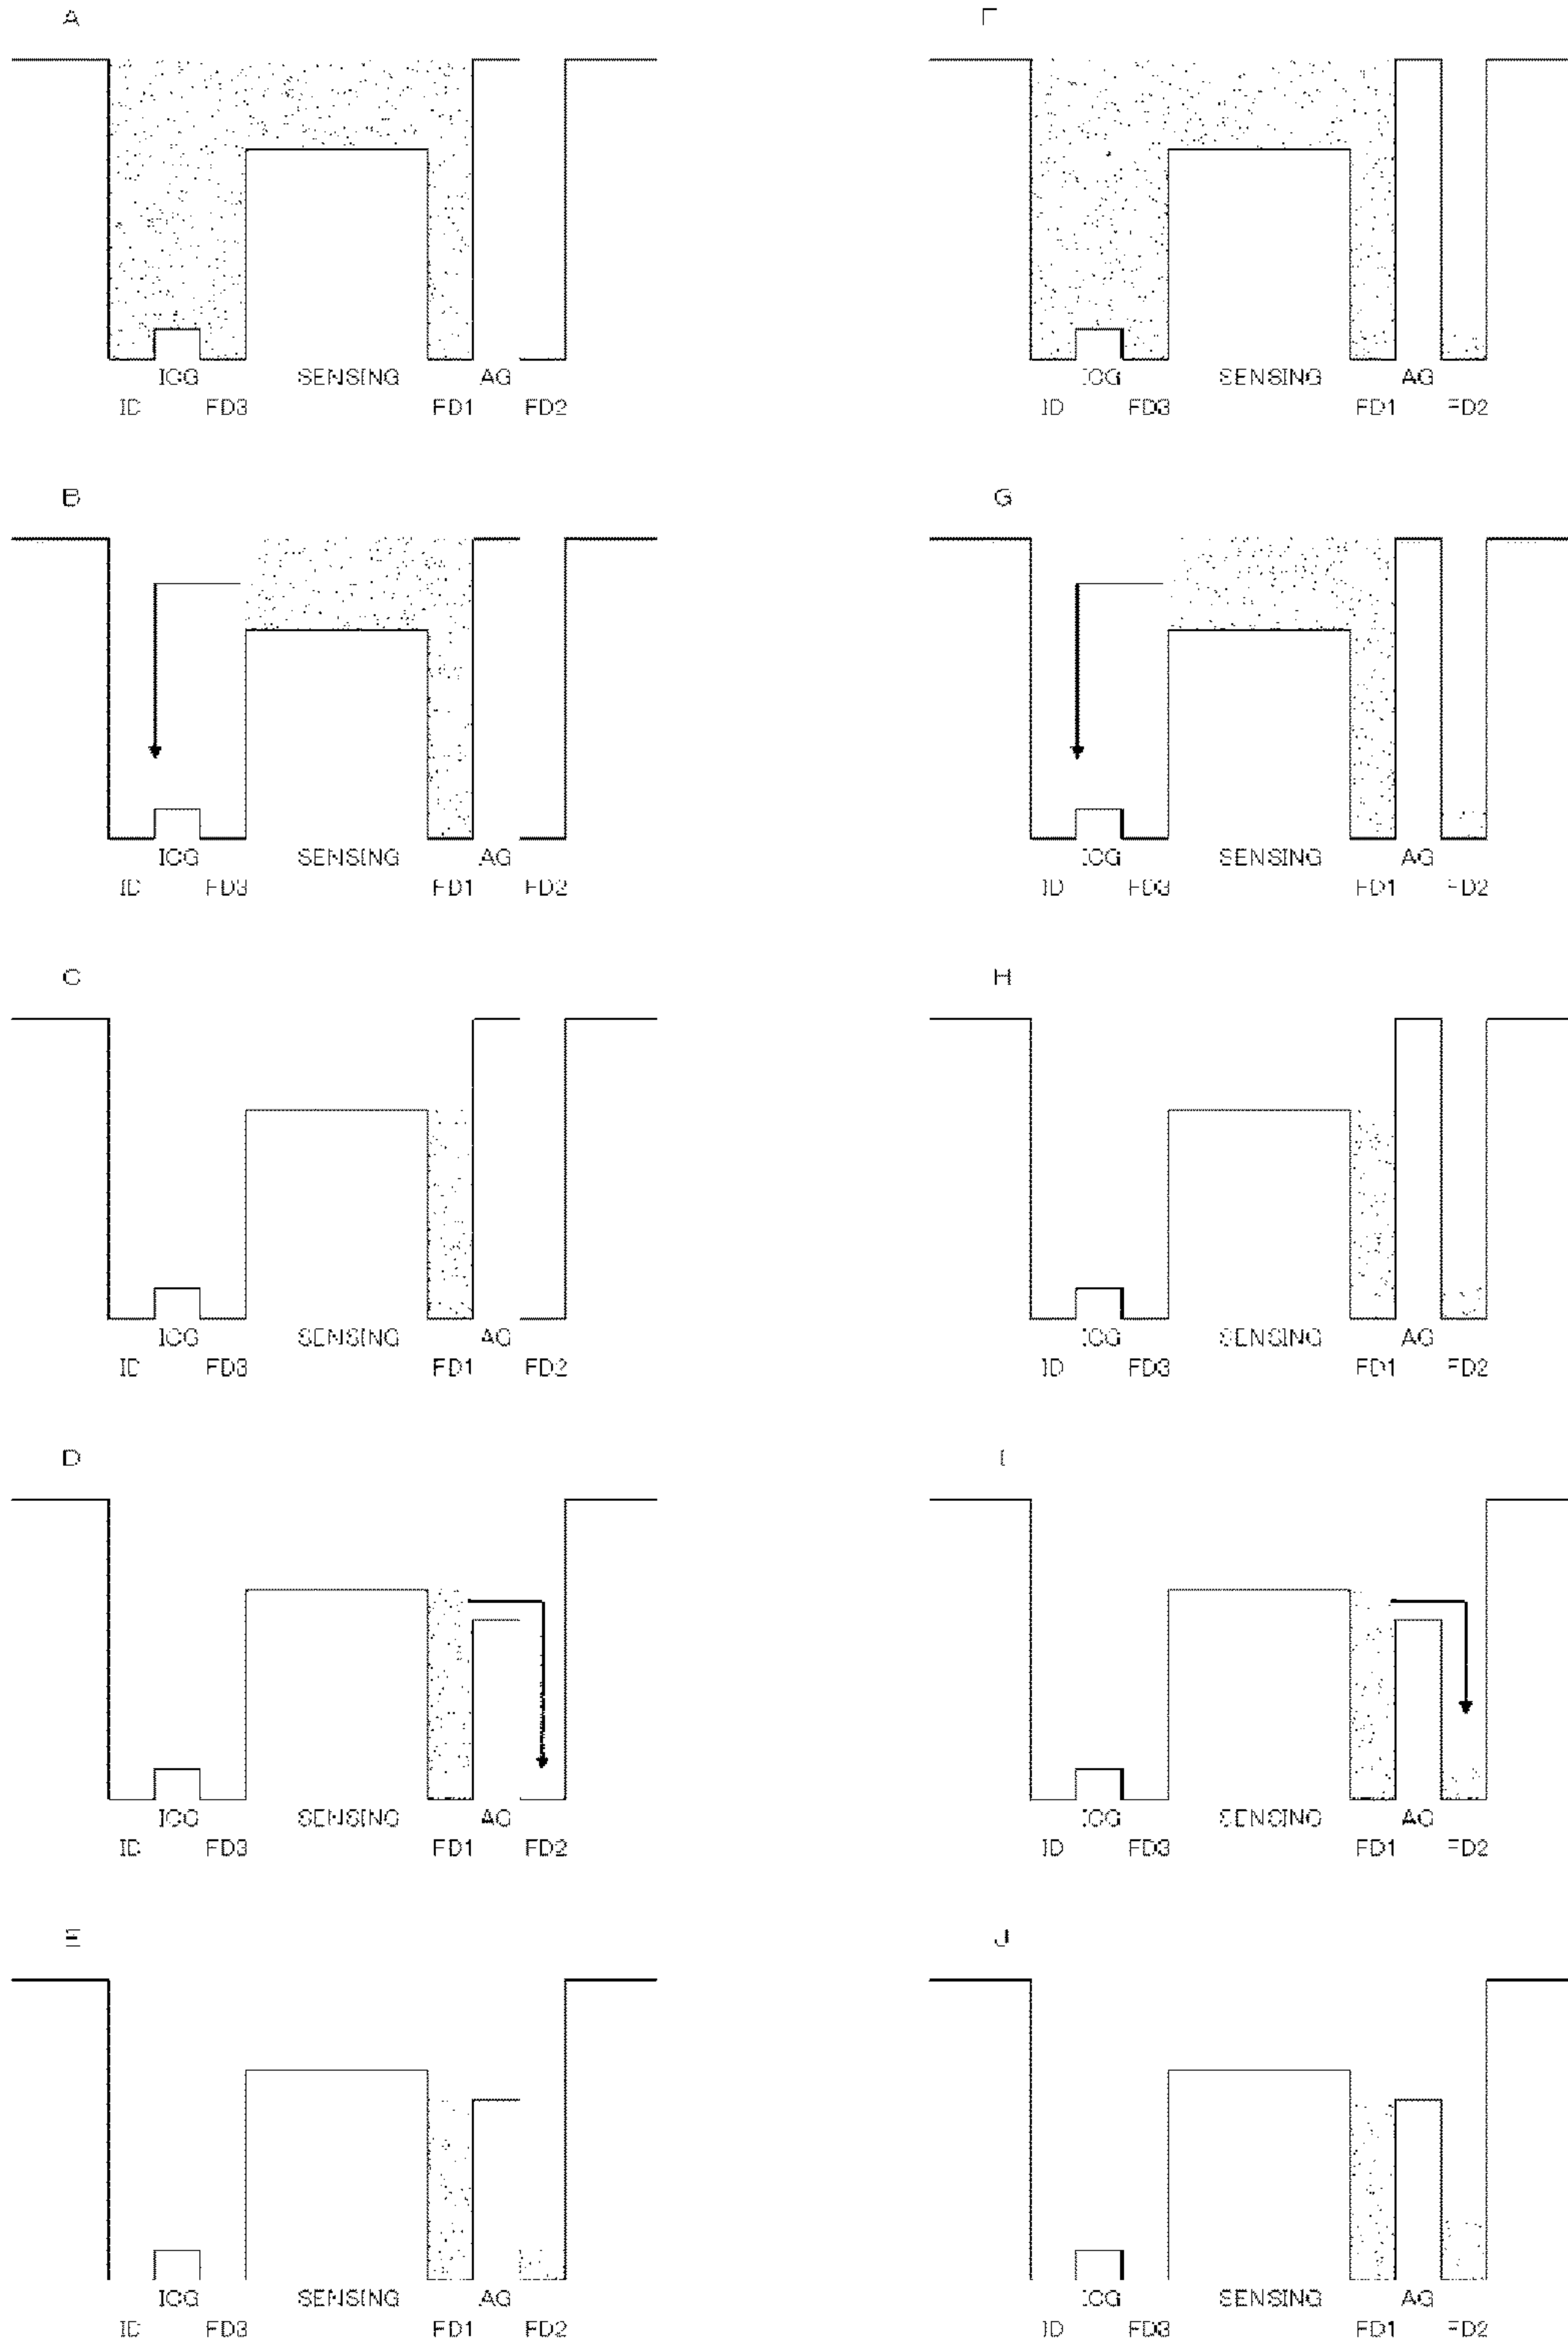 A
ICG SENSING AG
ID FD3 FD1 FD2
B
ICG SENSING AG
ID FD3 FD1 FD2
C
ICG SENSING AG
ID FD3 FD1 FD2
D
ICG SENSING AG
ID FD3 FD1 FD2
E
ICG SENSING AG
ID FD3 FD1 FD2
F
ICG SENSING AG
ID FD3 FD1 FD2
G
ICG SENSING AG
ID FD3 FD1 FD2
H
ICG SENSING AG
ID FD3 FD1 FD2
I
ICG SENSING AG
ID FD3 FD1 FD2
J
ICG SENSING AG
ID FD3 FD1 FD2